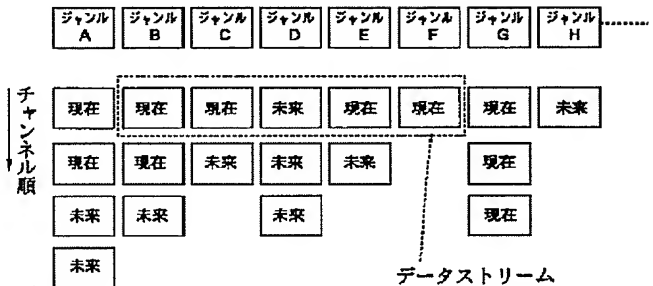 ジャンル ジャンル ジャンル ジャンル ジャンル ジャンル ジャンル ジャンル
A B C D E F G H
チャンネル順
現在 現在 現在 未来 現在 現在 現在 未来
現在 現在 未来 未来 未来 現在
未来 未来 未来 現在
未来
データストリーム